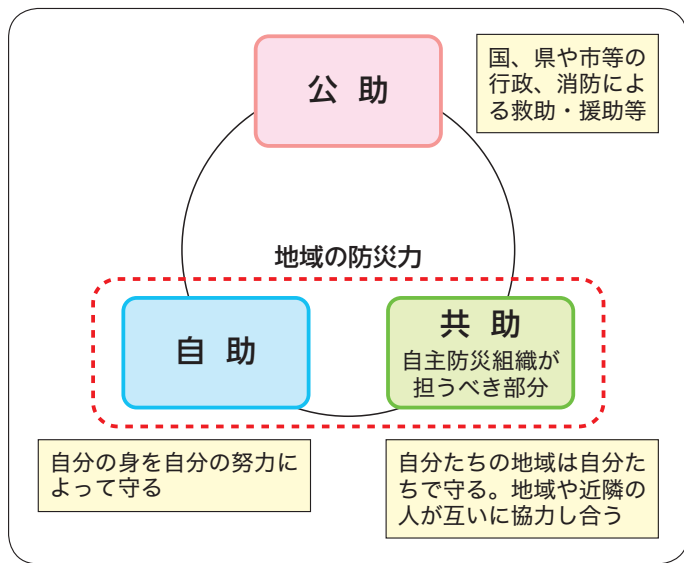 公 助
国、県や市等の
行政、消防によ
る救助・援助等
地域の防災力
自 助
共 助
自主防災組織が
担うべき部分
自分の身を自分の努力に
よって守る
自分たちの地域は自分た
ちで守る。地域や近隣の
人が互いに協力し合う